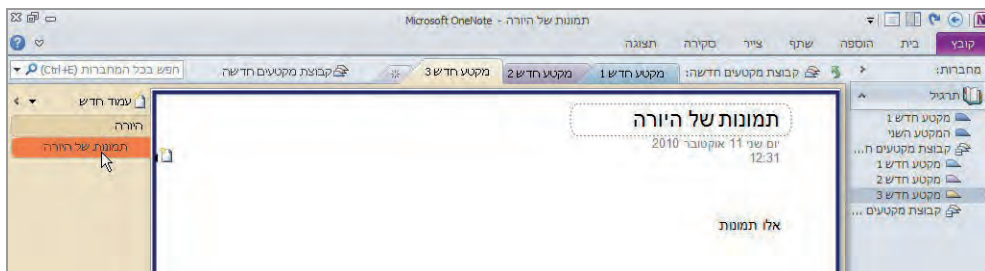 תמונות של היורה - Microsoft OneNote
קובץ בית הוספה שתף צייר סקירה תצוגה
מחברות:
קבוצת מקטעים חדשה: מקטע חדש 1 מקטע חדש 2 מקטע חדש 3 קבוצת מקטעים חדשה חפש בכל המחברות (Ctrl+E)
תרגיל
מקטע חדש 1
המקטע השני
קבוצת מקטעים ח...
מקטע חדש 1
מקטע חדש 2
מקטע חדש 3
קבוצת מקטעים ...
תמונות של היורה
יום שני 11 אוקטובר 2010
12:31
אלו תמונות
עמוד חדש
היורה
תמונות של היורה